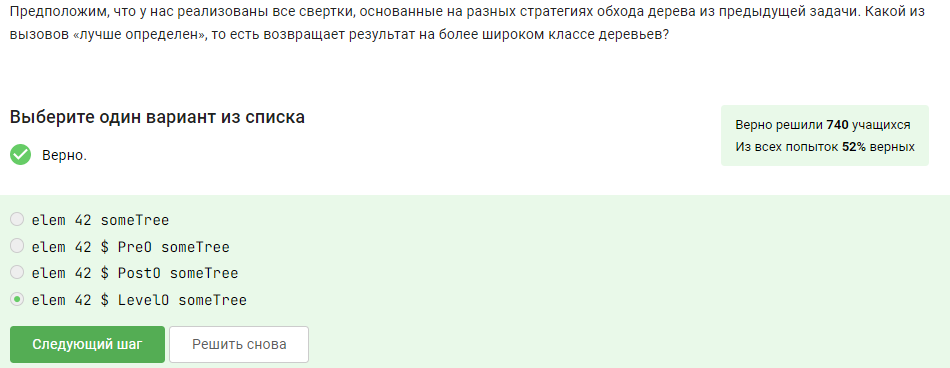 Предположим, что у нас реализованы все свертки, основанные на разных стратегиях обхода дерева из предыдущей задачи. Какой из
вызовов «лучше определен», то есть возвращает результат на более широком классе деревьев?
Выберите один вариант из списка
Верно решили 740 учащихся
Из всех попыток 52% верных
Верно.
elem 42 someTree
elem 42 $ PreO someTree
elem 42 $ PostO someTree
elem 42 $ LevelO someTree
Следующий шаг
Решить снова